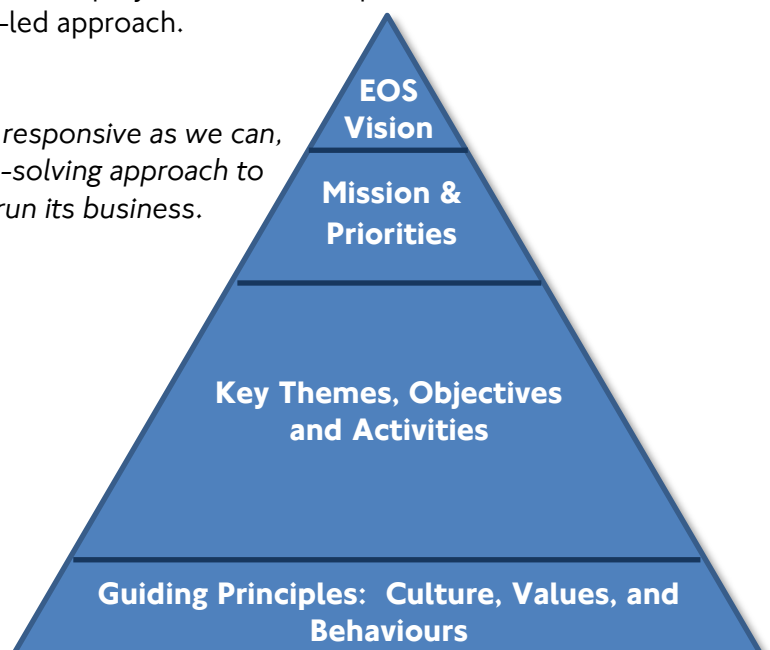 -led approach.
EOS
Vision
responsive as we can,
-solving approach to
run its business.
Mission &
Priorities
Key Themes, Objectives
and Activities
Guiding Principles:  Culture, Values, and
Behaviours